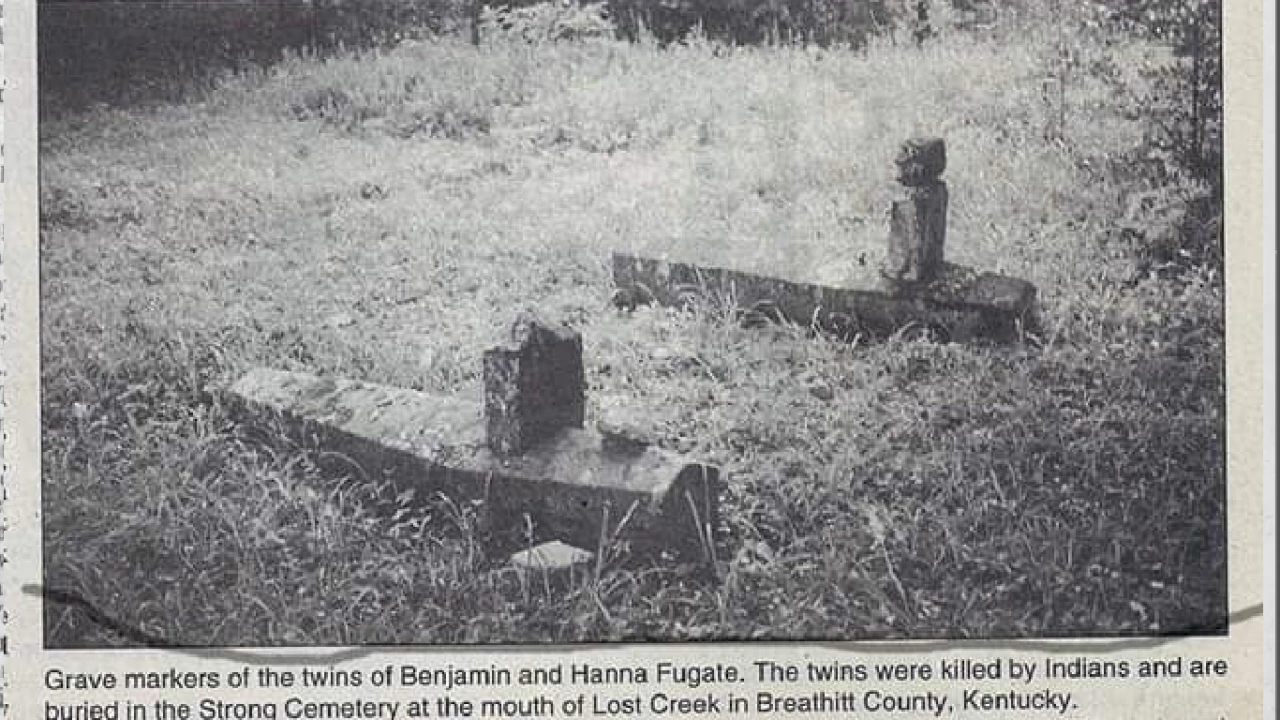 Grave markers of the twins of Benjamin and Hanna Fugate. The twins were killed by Indians and are
buried in the Strong Cemetery at the mouth of Lost Creek in Breathitt County, Kentucky.